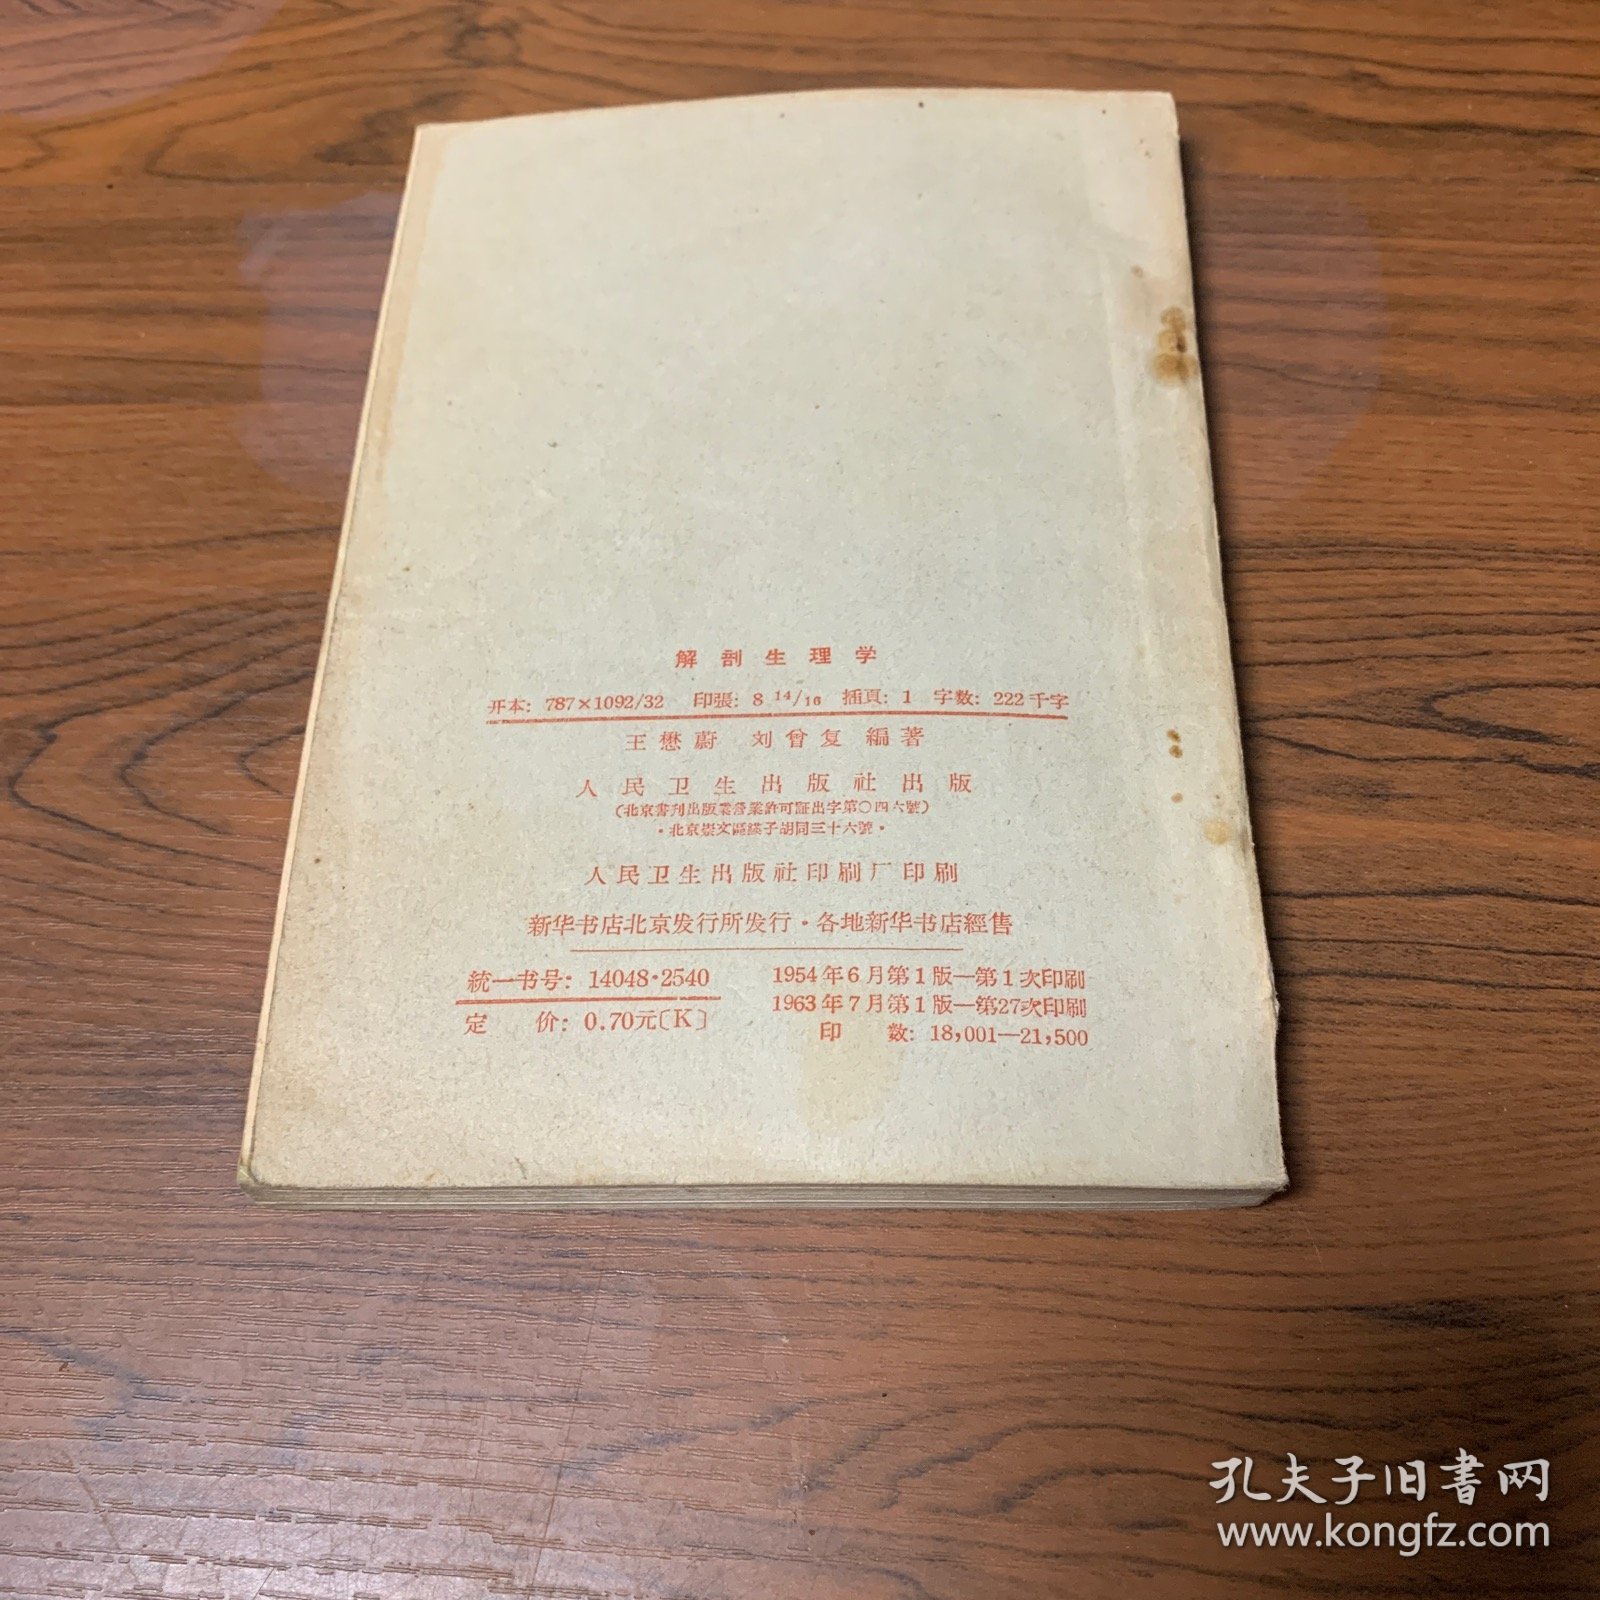 解剖生理学
开本: 787×1092/32 印張: 8 14/16 插頁: 1 字数: 222千字
王懋蔚 刘曾复 編著
人民卫生出版社出版
(北京書刊出版業营業許可証出字第〇四六號)
·北京崇文區䋺子胡同三十六號·
人民卫生出版社印刷厂印刷
新华书店北京发行所发行·各地新华书店經售
統一书号: 14048·2540
定 价: 0.70元〔K〕
1954年6月第1版—第1次印刷
1963年7月第1版—第27次印刷
印 数: 18,001—21,500
孔夫子旧書网
www.kongfz.com